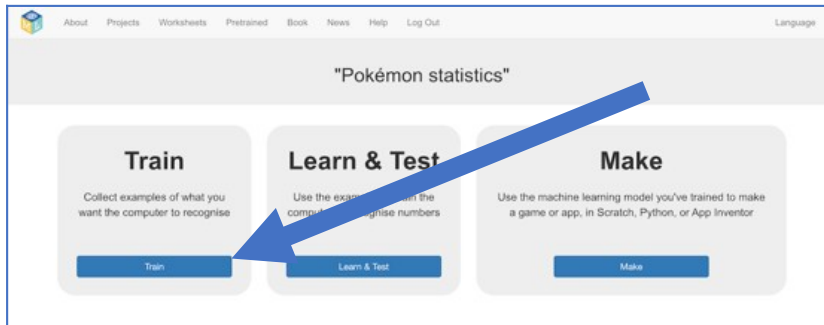 About Projects Worksheets Pretrained Book News Help Log Out Language
"Pokémon statistics"
Train
Collect examples of what you
want the computer to recognise
Train
Learn & Test
Use the the
numbers
Learn & Test
Make
Use the machine learning model you've trained to make
a game or app, in Scratch, Python, or App Inventor
Make